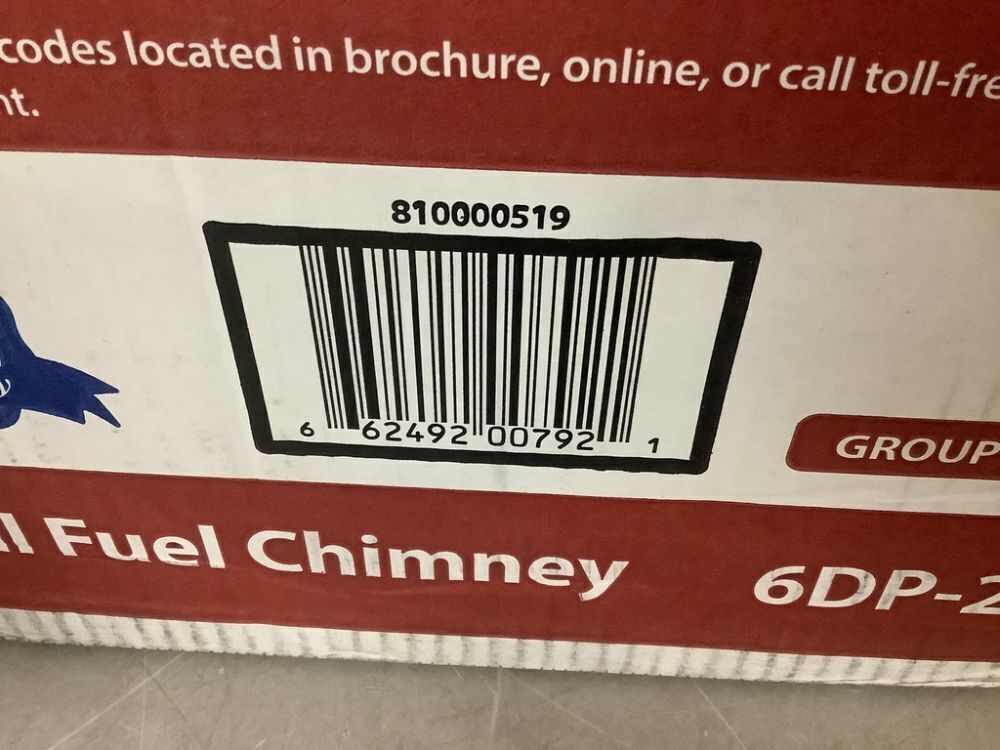 codes located in brochure, online, or call toll-fre
nt.
810000519
6 62492 00792 1
GROUP
l Fuel Chimney 6DP-2